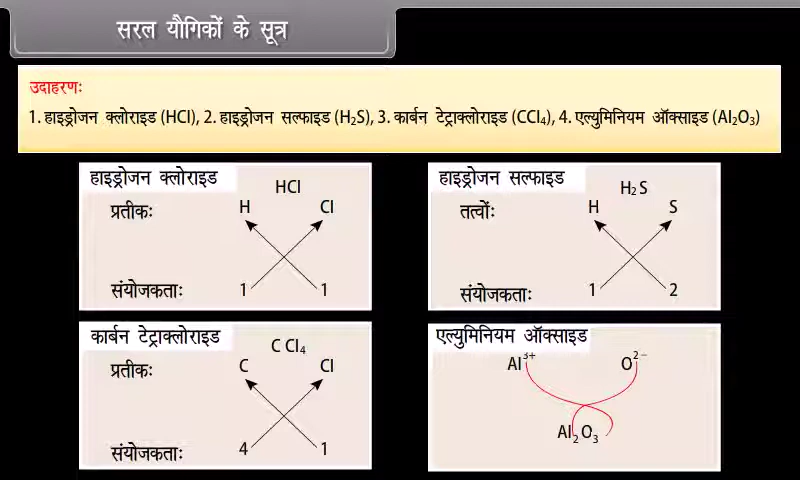 सरल यौगिकों के सूत्र
उदाहरणः
1. हाइड्रोजन क्लोराइड (HCl), 2. हाइड्रोजन सल्फाइड (H₂S), 3. कार्बन टेट्राक्लोराइड (CCl₄), 4. एल्युमिनियम ऑक्साइड (Al₂O₃)
हाइड्रोजन क्लोराइड
HCl
प्रतीकः H Cl
संयोजकताः 1 1
हाइड्रोजन सल्फाइड
H₂S
तत्वोंः H S
संयोजकताः 1 2
कार्बन टेट्राक्लोराइड
C Cl₄
प्रतीकः C Cl
संयोजकताः 4 1
एल्युमिनियम ऑक्साइड
Al³⁺ O²⁻
Al₂O₃